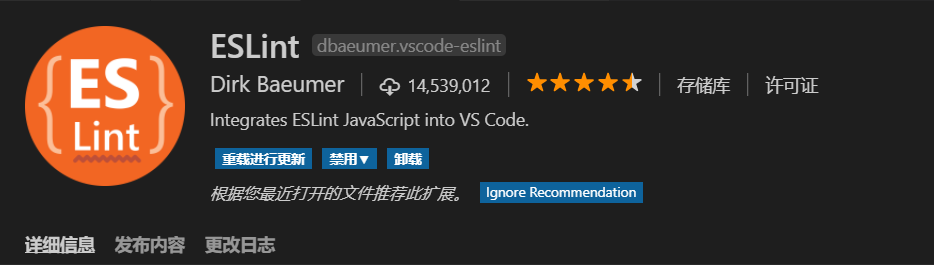 ES
Lint
ESLint dbaeumer.vscode-eslint
Dirk Baeumer 14,539,012 存储库 许可证
Integrates ESLint JavaScript into VS Code.
重载进行更新 禁用▼ 卸载
根据您最近打开的文件推荐此扩展。 Ignore Recommendation
详细信息 发布内容 更改日志